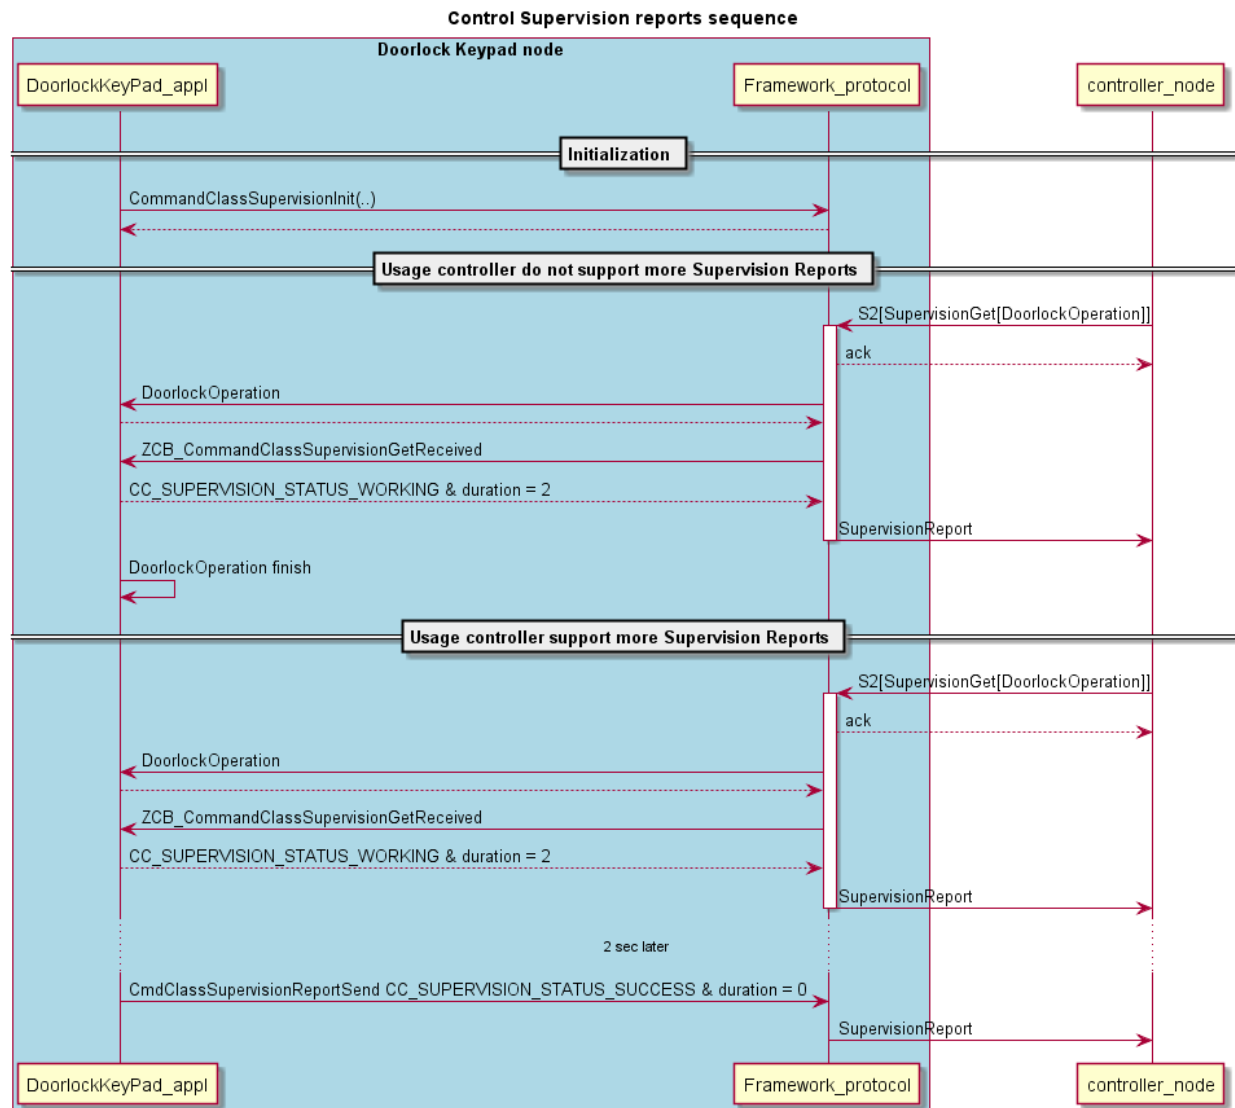 Control Supervision reports sequence
Doorlock Keypad node
DoorlockKeyPad_appl
Framework_protocol
controller_node
Initialization
CommandClassSupervisionInit(..)
Usage controller do not support more Supervision Reports
S2[SupervisionGet[DoorlockOperation]]
ack
DoorlockOperation
ZCB_CommandClassSupervisionGetReceived
CC_SUPERVISION_STATUS_WORKING & duration = 2
SupervisionReport
DoorlockOperation finish
Usage controller support more Supervision Reports
S2[SupervisionGet[DoorlockOperation]]
ack
DoorlockOperation
ZCB_CommandClassSupervisionGetReceived
CC_SUPERVISION_STATUS_WORKING & duration = 2
SupervisionReport
2 sec later
CmdClassSupervisionReportSend CC_SUPERVISION_STATUS_SUCCESS & duration = 0
SupervisionReport
DoorlockKeyPad_appl
Framework_protocol
controller_node